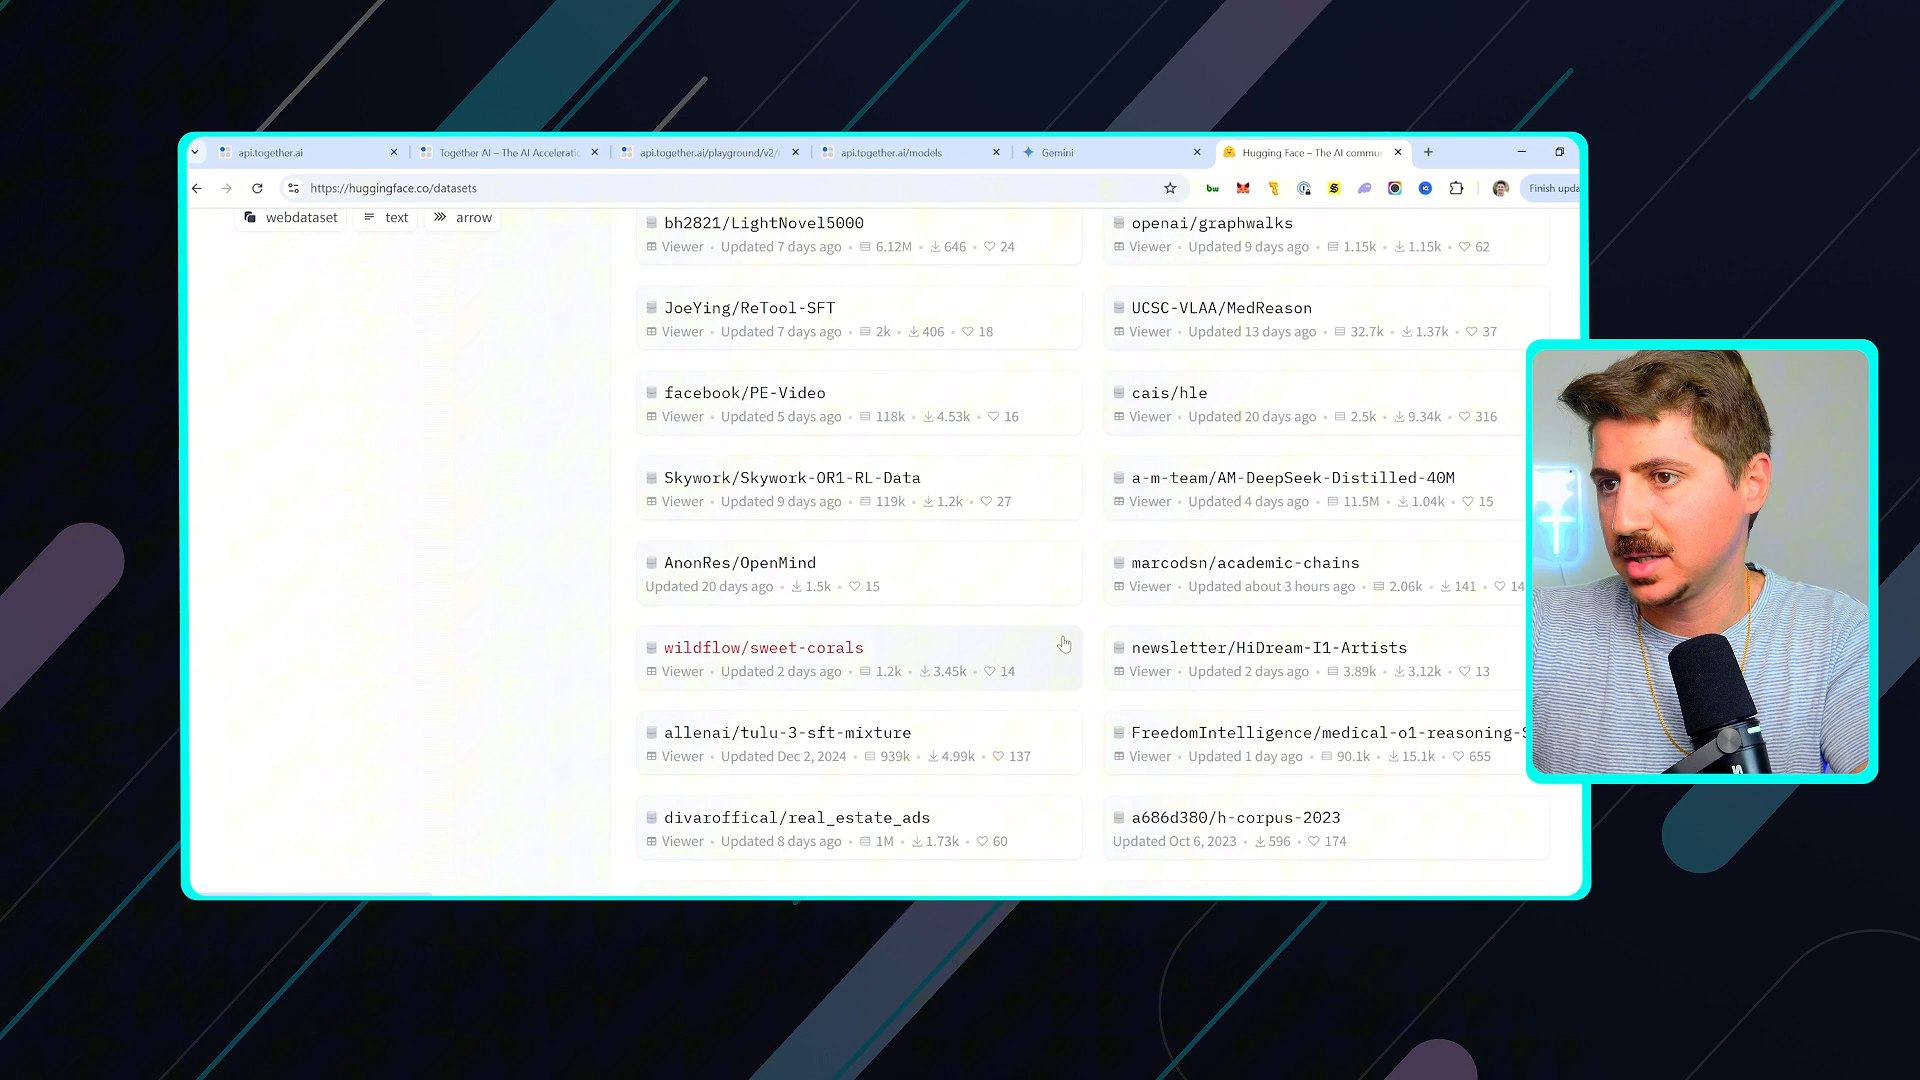 api.together.ai
Together AI – The AI Acceleratic
api.together.ai/playground/v2/
api.together.ai/models
Gemini
Hugging Face – The AI commu
https://huggingface.co/datasets
bw
Finish upda
webdataset
text
arrow
bh2821/LightNovel5000
Viewer • Updated 7 days ago • 6.12M • 646 • 24
openai/graphwalks
Viewer • Updated 9 days ago • 1.15k • 1.15k • 62
JoeYing/ReTool-SFT
Viewer • Updated 7 days ago • 2k • 406 • 18
UCSC-VLAA/MedReason
Viewer • Updated 13 days ago • 32.7k • 1.37k • 37
facebook/PE-Video
Viewer • Updated 5 days ago • 118k • 4.53k • 16
cais/hle
Viewer • Updated 20 days ago • 2.5k • 9.34k • 316
Skywork/Skywork-OR1-RL-Data
Viewer • Updated 9 days ago • 119k • 1.2k • 27
a-m-team/AM-DeepSeek-Distilled-40M
Viewer • Updated 4 days ago • 11.5M • 1.04k • 15
AnonRes/OpenMind
Updated 20 days ago • 1.5k • 15
marcodsn/academic-chains
Viewer • Updated about 3 hours ago • 2.06k • 141 • 14
wildflow/sweet-corals
Viewer • Updated 2 days ago • 1.2k • 3.45k • 14
newsletter/HiDream-I1-Artists
Viewer • Updated 2 days ago • 3.89k • 3.12k • 13
allenai/tulu-3-sft-mixture
Viewer • Updated Dec 2, 2024 • 939k • 4.99k • 137
FreedomIntelligence/medical-o1-reasoning-S
Viewer • Updated 1 day ago • 90.1k • 15.1k • 655
divaroffical/real_estate_ads
Viewer • Updated 8 days ago • 1M • 1.73k • 60
a686d380/h-corpus-2023
Updated Oct 6, 2023 • 596 • 174